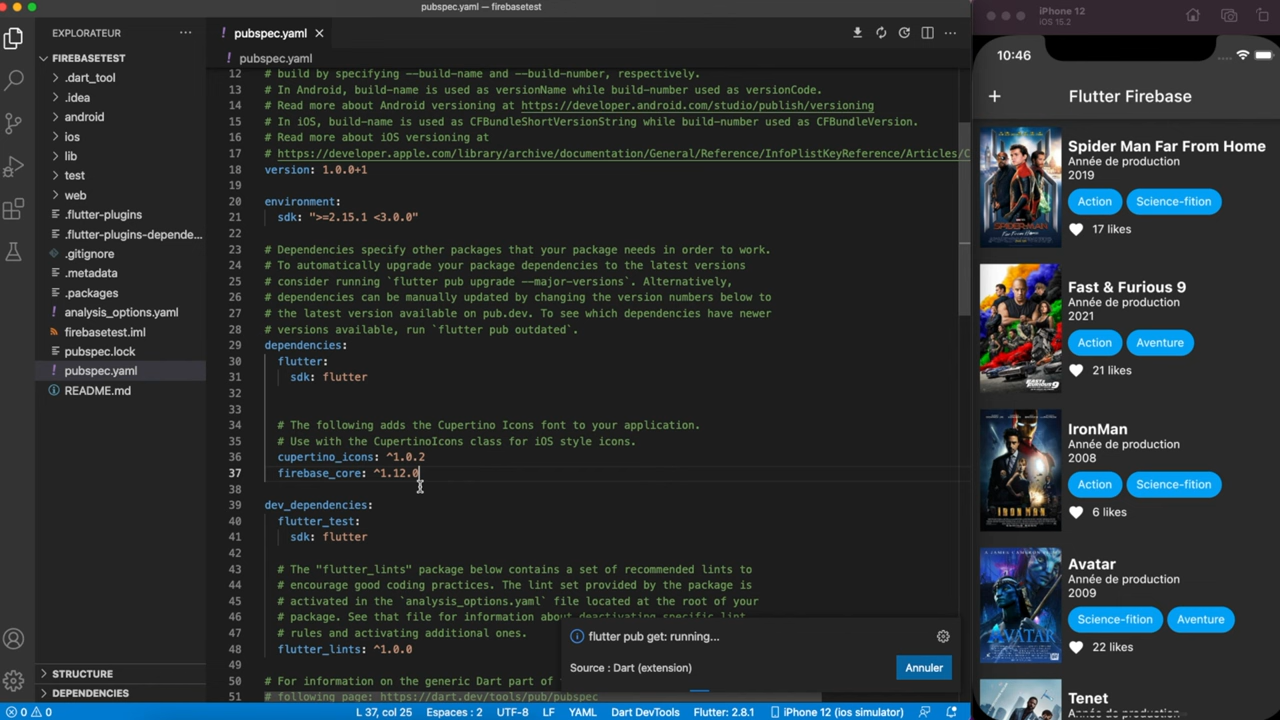 pubspec.yaml — firebasetest
EXPLORATEUR
FIREBASETEST
.dart_tool
.idea
android
ios
lib
test
web
.flutter-plugins
.flutter-plugins-depende...
.gitignore
.metadata
.packages
analysis_options.yaml
firebasetest.iml
pubspec.lock
pubspec.yaml
README.md
STRUCTURE
DEPENDENCIES
! pubspec.yaml
! pubspec.yaml
12 # build by specifying --build-name and --build-number, respectively.
13 # In Android, build-name is used as versionName while build-number used as versionCode.
14 # Read more about Android versioning at https://developer.android.com/studio/publish/versioning
15 # In iOS, build-name is used as CFBundleShortVersionString while build-number used as CFBundleVersion.
16 # Read more about iOS versioning at
17 # https://developer.apple.com/library/archive/documentation/General/Reference/InfoPlistKeyReference/Articles/C
18 version: 1.0.0+1
19
20 environment:
21 sdk: ">=2.15.1 <3.0.0"
22
23 # Dependencies specify other packages that your package needs in order to work.
24 # To automatically upgrade your package dependencies to the latest versions
25 # consider running `flutter pub upgrade --major-versions`. Alternatively,
26 # dependencies can be manually updated by changing the version numbers below to
27 # the latest version available on pub.dev. To see which dependencies have newer
28 # versions available, run `flutter pub outdated`.
29 dependencies:
30 flutter:
31 sdk: flutter
32
33
34 # The following adds the Cupertino Icons font to your application.
35 # Use with the CupertinoIcons class for iOS style icons.
36 cupertino_icons: ^1.0.2
37 firebase_core: ^1.12.0
38
39 dev_dependencies:
40 flutter_test:
41 sdk: flutter
42
43 # The "flutter_lints" package below contains a set of recommended lints to
44 # encourage good coding practices. The lint set provided by the package is
45 # activated in the `analysis_options.yaml` file located at the root of your
46 # package. See that file for information about deactivating specific lint
47 # rules and activating additional ones.
48 flutter_lints: ^1.0.0
49
50 # For information on the generic Dart part of
51 # following page: https://dart.dev/tools/pub/pubspec
flutter pub get: running...
Source : Dart (extension)
Annuler
0 0
L 37, col 25
Espaces : 2
UTF-8
LF
YAML
Dart DevTools
Flutter: 2.8.1
iPhone 12 (ios simulator)
iPhone 12
iOS 15.2
10:46
Flutter Firebase
Spider Man Far From Home
Année de production
2019
Action
Science-fition
17 likes
Fast & Furious 9
Année de production
2021
Action
Aventure
21 likes
IronMan
Année de production
2008
Action
Science-fition
6 likes
IRON MAN
Avatar
Année de production
2009
Science-fition
Aventure
22 likes
AVATAR
Tenet
Année de production